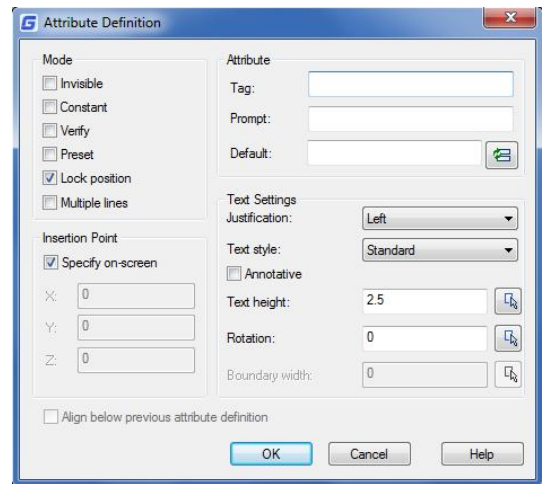 Attribute Definition
Mode
Invisible
Constant
Verify
Preset
Lock position
Multiple lines
Attribute
Tag:
Prompt:
Default:
Insertion Point
Specify on-screen
X: 0
Y: 0
Z: 0
Text Settings
Justification: Left
Text style: Standard
Annotative
Text height: 2.5
Rotation: 0
Boundary width: 0
Align below previous attribute definition
OK Cancel Help